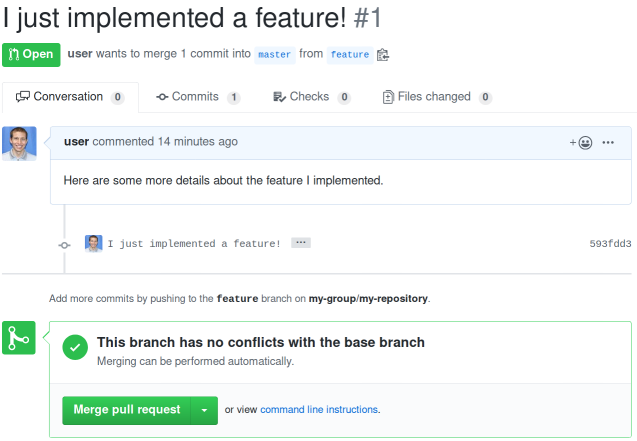 I just implemented a feature! #1
Open user wants to merge 1 commit into master from feature
Conversation 0 Commits 1 Checks 0 Files changed 0
user commented 14 minutes ago
Here are some more details about the feature I implemented.
I just implemented a feature! 593fdd3
Add more commits by pushing to the feature branch on my-group/my-repository.
This branch has no conflicts with the base branch
Merging can be performed automatically.
Merge pull request or view command line instructions.